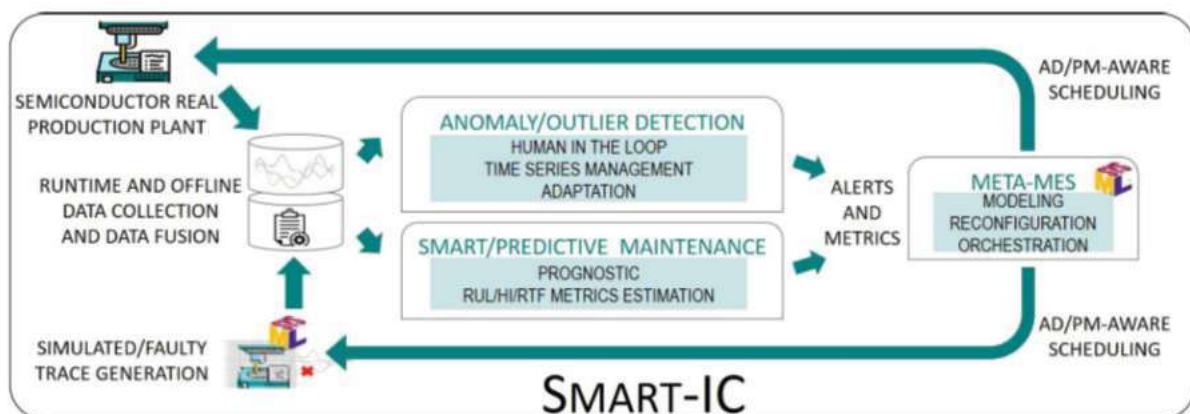 SEMICONDUCTOR REAL
PRODUCTION PLANT
RUNTIME AND OFFLINE
DATA COLLECTION
AND DATA FUSION
SIMULATED/FAULTY
TRACE GENERATION
ANOMALY/OUTLIER DETECTION
HUMAN IN THE LOOP
TIME SERIES MANAGEMENT
ADAPTATION
SMART/PREDICTIVE MAINTENANCE
PROGNOSTIC
RUL/HI/RTF METRICS ESTIMATION
ALERTS
AND
METRICS
AD/PM-AWARE
SCHEDULING
META-MES
MODELING
RECONFIGURATION
ORCHESTRATION
AD/PM-AWARE
SCHEDULING
SMART-IC